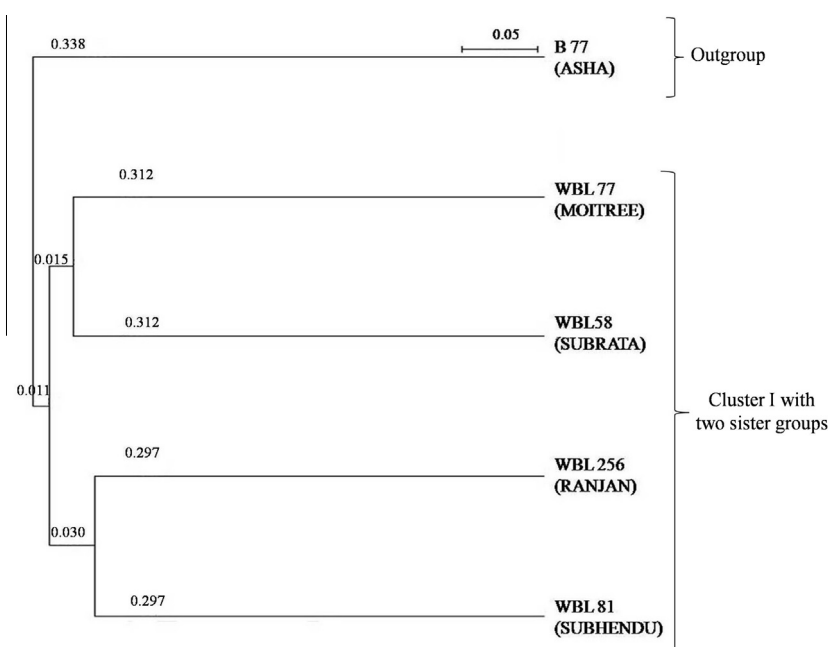 0.338
0.05
B 77
(ASHA)
Outgroup
0.312
WBL 77
(MOITREE)
0.015
0.312
WBL58
(SUBRATA)
0.011
Cluster I with
two sister groups
0.297
WBL 256
(RANJAN)
0.030
0.297
WBL 81
(SUBHENDU)